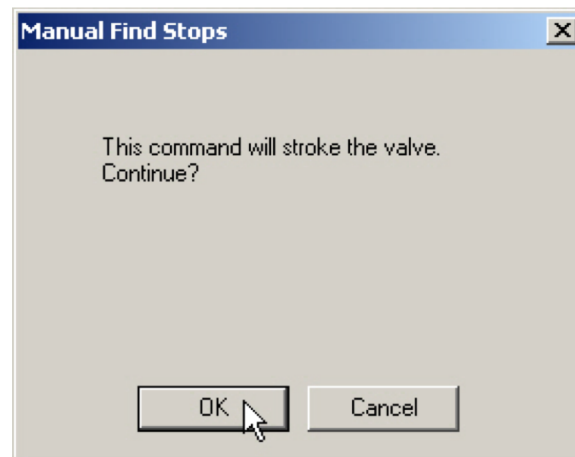 Manual Find Stops
This command will stroke the valve.
Continue?
OK
Cancel